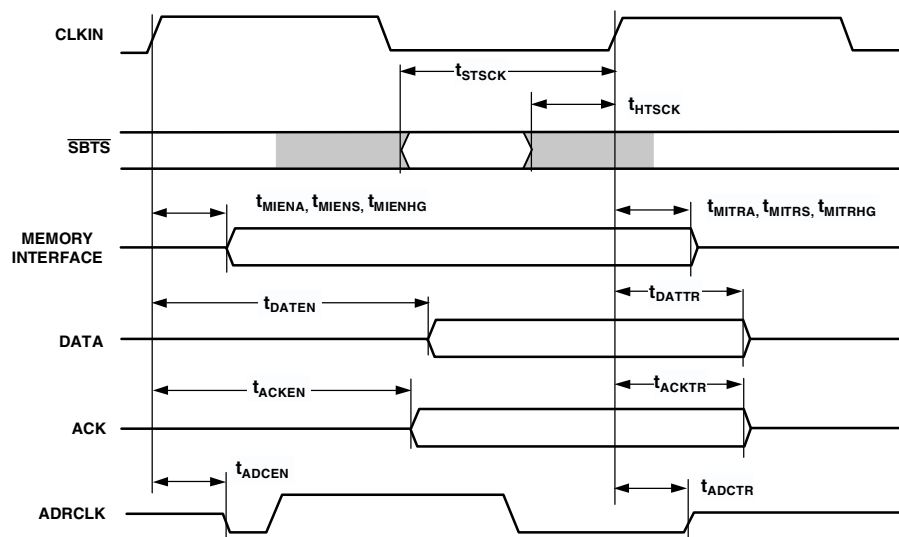 CLKIN
tSTSCK
tHTSCK
SBTS
tMIENA, tMIENS, tMIENHG
tMITRA, tMITRS, tMITRHG
MEMORY
INTERFACE
tDATEN
tDATTR
DATA
tACKEN
tACKTR
ACK
tADCEN
tADCTR
ADRCLK